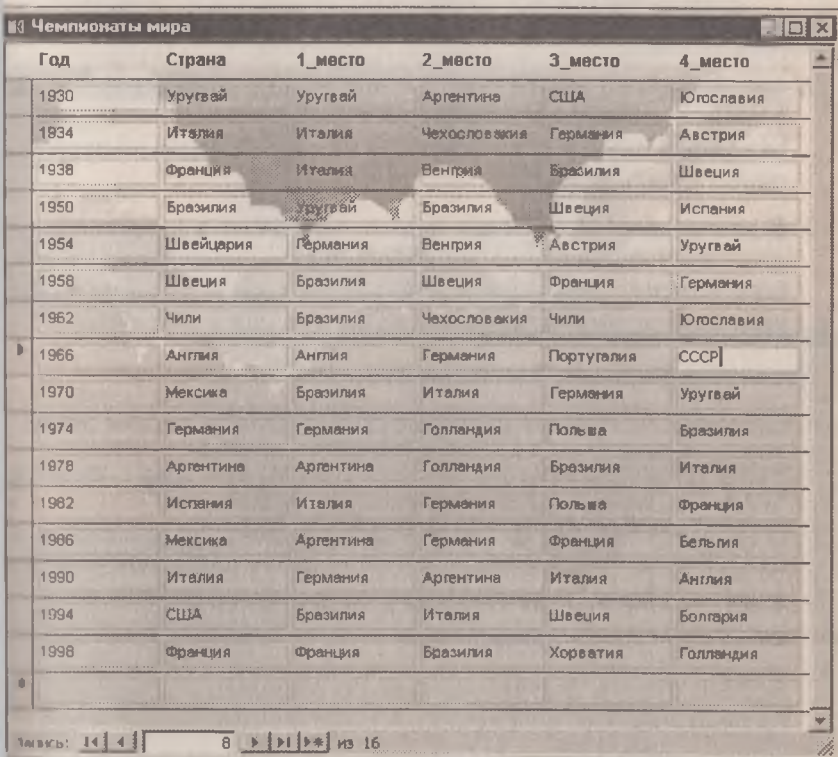 Чемпионаты мира
Год Страна 1_место 2_место 3_место 4_место
1930 Уругвай Уругвай Аргентина США Югославия
1934 Италия Италия Чехословакия Германия Австрия
1938 Франция Италия Венгрия Бразилия Швеция
1950 Бразилия Уругвай Бразилия Швеция Испания
1954 Швейцария Германия Венгрия Австрия Уругвай
1958 Швеция Бразилия Швеция Франция Германия
1962 Чили Бразилия Чехословакия Чили Югославия
1966 Англия Англия Германия Португалия СССР
1970 Мексика Бразилия Италия Германия Уругвай
1974 Германия Германия Голландия Польша Бразилия
1978 Аргентина Аргентина Голландия Бразилия Италия
1982 Испания Италия Германия Польша Франция
1986 Мексика Аргентина Германия Франция Бельгия
1990 Италия Германия Аргентина Италия Англия
1994 США Бразилия Италия Швеция Болгария
1998 Франция Франция Бразилия Хорватия Голландия
Запись: 8 из 16